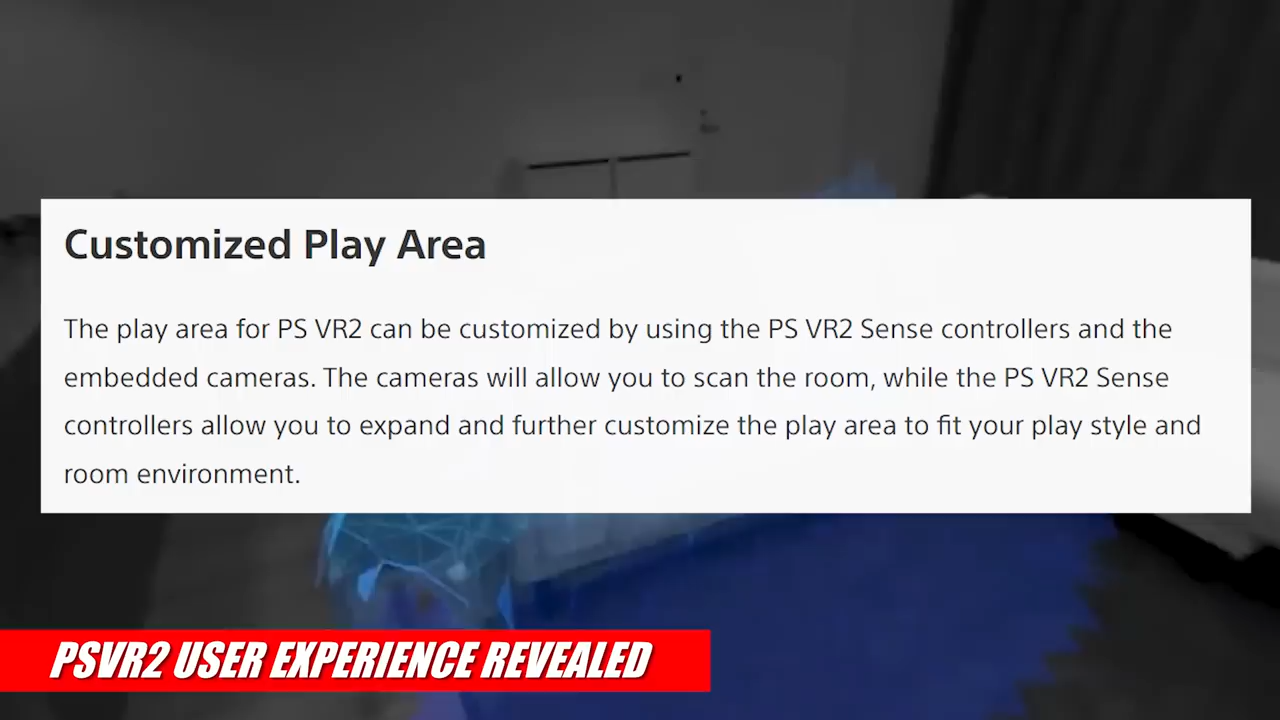 Customized Play Area
The play area for PS VR2 can be customized by using the PS VR2 Sense controllers and the
embedded cameras. The cameras will allow you to scan the room, while the PS VR2 Sense
controllers allow you to expand and further customize the play area to fit your play style and
room environment.
PSVR2 USER EXPERIENCE REVEALED